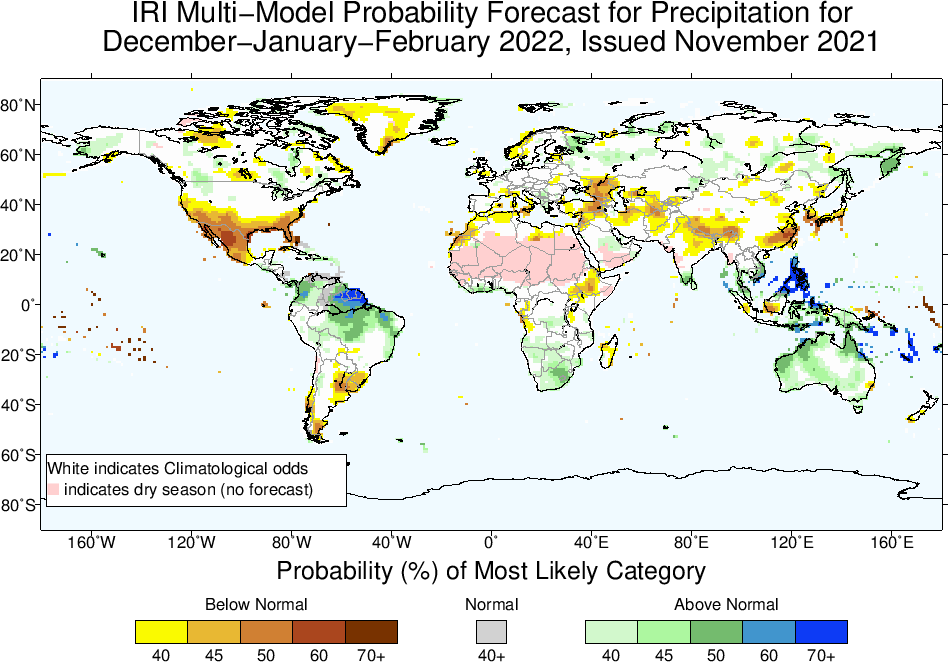 IRI Multi−Model Probability Forecast for Precipitation for
December−January−February 2022, Issued November 2021
80˚N
60˚N
40˚N
20˚N
0˚
20˚S
40˚S
60˚S
80˚S
White indicates Climatological odds
indicates dry season (no forecast)
160˚W 120˚W 80˚W 40˚W 0˚ 40˚E 80˚E 120˚E 160˚E
Probability (%) of Most Likely Category
Below Normal Normal Above Normal
40 45 50 60 70+ 40+ 40 45 50 60 70+